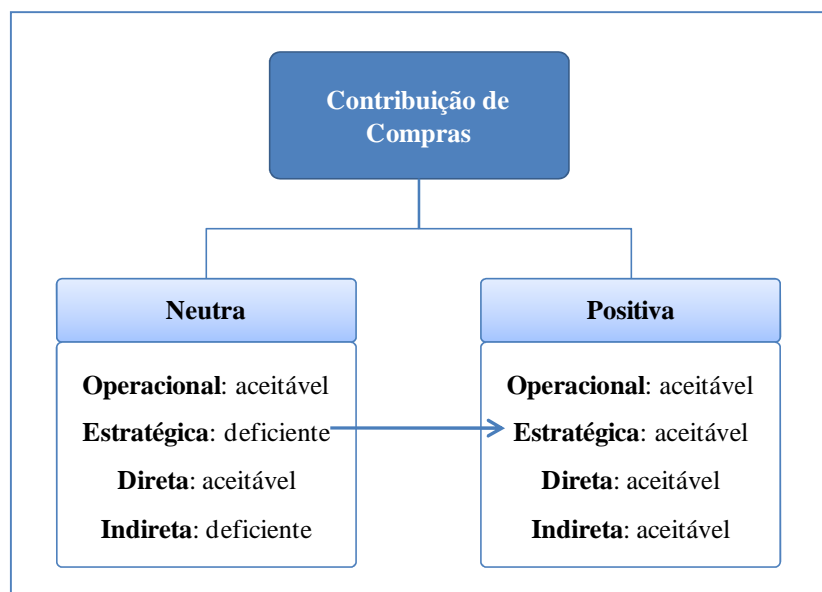 Contribuição de
Compras
Neutra
Operacional: aceitável
Estratégica: deficiente
Direta: aceitável
Indireta: deficiente
Positiva
Operacional: aceitável
Estratégica: aceitável
Direta: aceitável
Indireta: aceitável